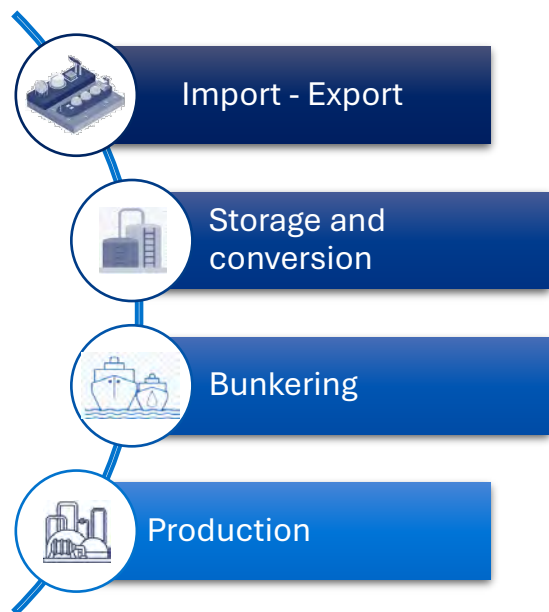 Import - Export
Storage and
conversion
Bunkering
Production